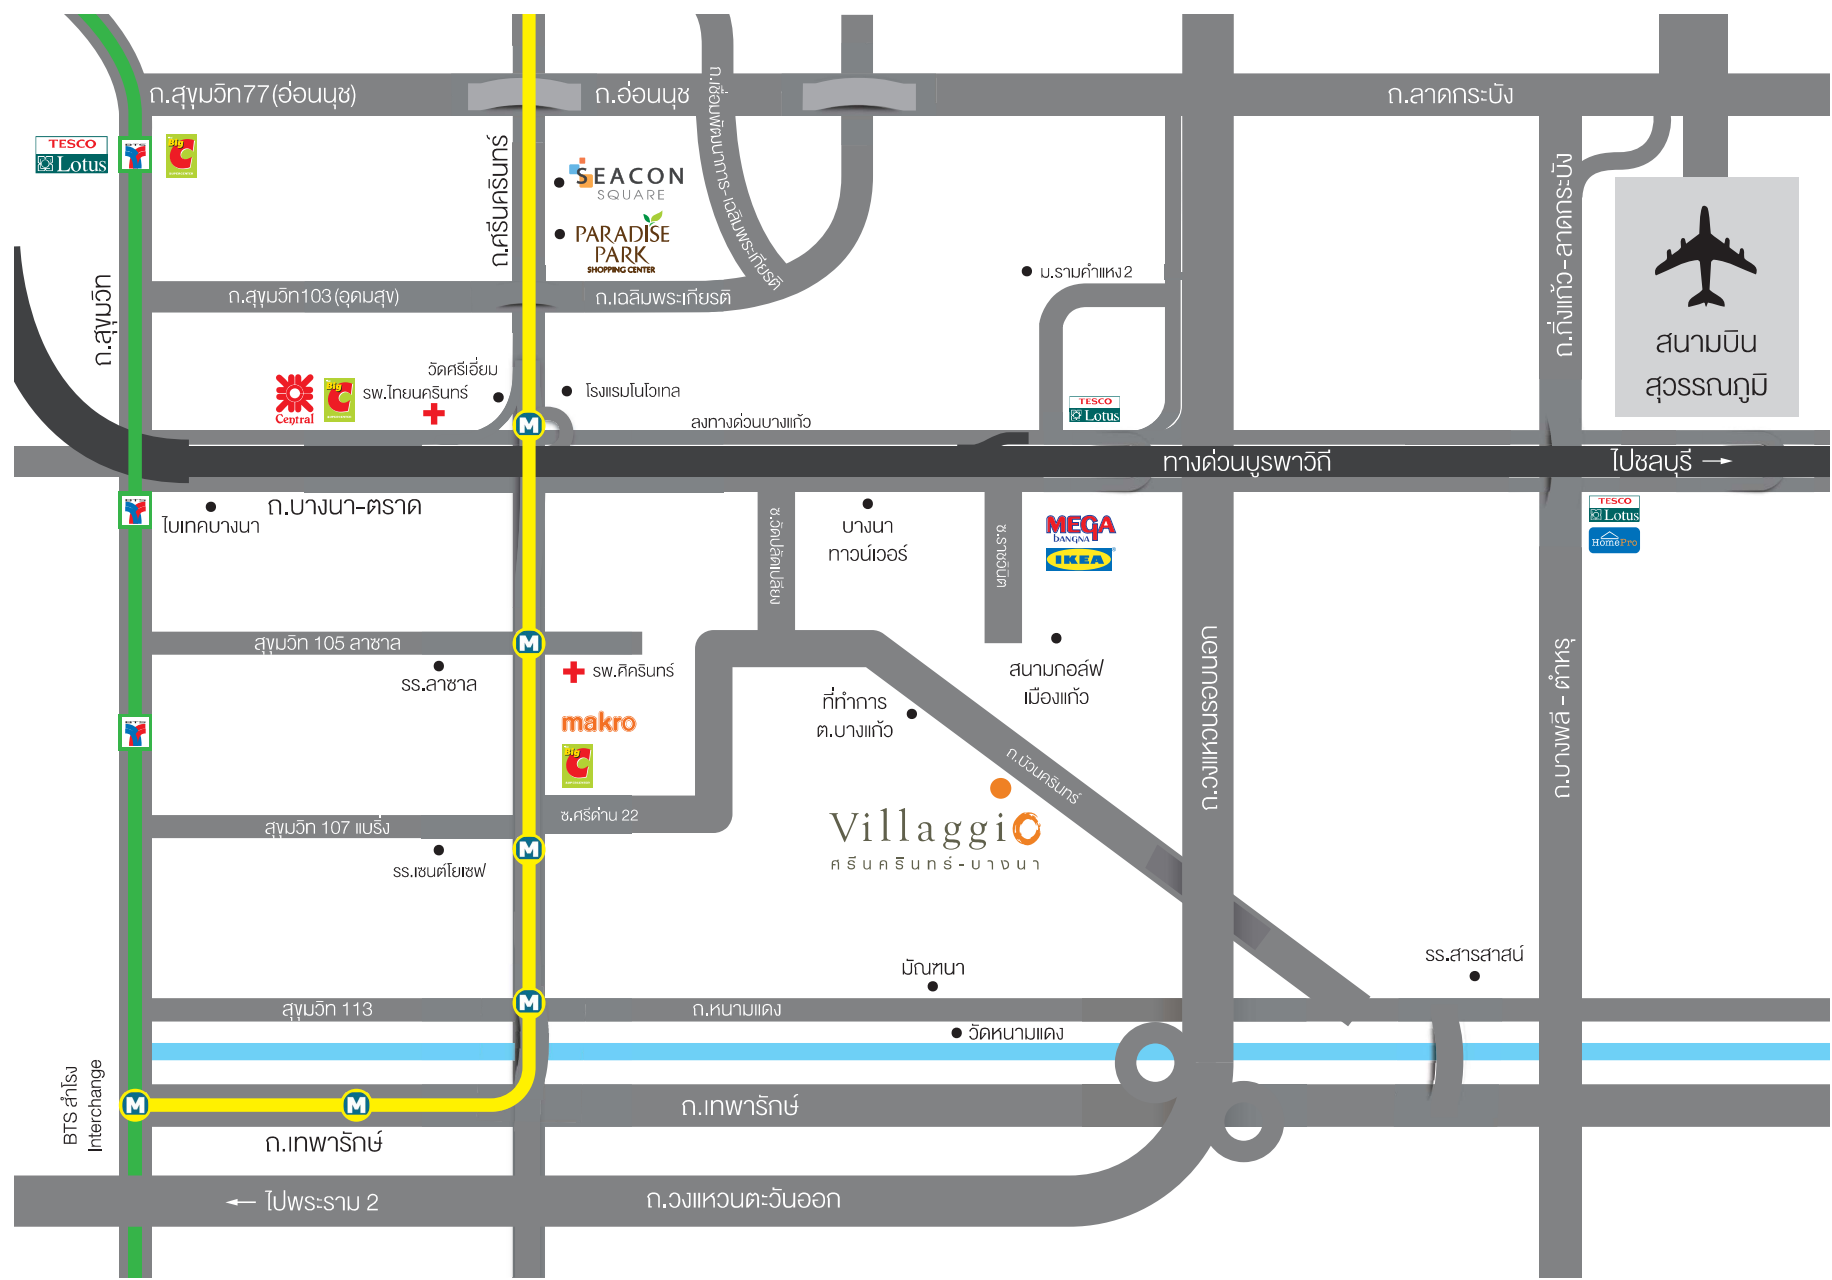 ถ.สุขุมวิท77(อ่อนนุช)
ถ.อ่อนนุช
ถ.ลาดกระบัง
ถ.เชื่อมพัฒนาการ-เฉลิมพระเกียรติ
TESCO
Lotus
BTS
Big
C
ถ.ศรีนครินทร์
SEACON
SQUARE
PARADISE
PARK
SHOPPING CENTER
ถ.กิ่งแก้ว-ลาดกระบัง
ถ.สุขุมวิท
ถ.สุขุมวิท103(อุดมสุข)
ถ.เฉลิมพระเกียรติ
ม.รามคำแหง2
สนามบิน
สุวรรณภูมิ
Central
Big
C
วัดศรีเอี่ยม
รพ.ไทยนครินทร์
โรงแรมโนโวเทล
M
ลงทางด่วนบางแก้ว
TESCO
Lotus
ทางด่วนบูรพาวิถี
ไปชลบุรี →
BTS
ไบเทคบางนา
ถ.บางนา-ตราด
ซ.วัดปลัดเปรียง
บางนา
ทาวน์เวอร์
ซ.ราชวินิต
MEGA
BANGNA
IKEA
TESCO
Lotus
HomePro
สุขุมวิท 105 ลาซาล
M
รร.ลาซาล
รพ.ศิครินทร์
ที่ทำการ
ต.บางแก้ว
สนามกอล์ฟ
เมืองแก้ว
ถ.วงแหวนรอบนอก
ถ.บางพลี - ตำหรุ
BTS
makro
Big
C
ถ.บัวนครินทร์
สุขุมวิท 107 แบริ่ง
ซ.ศรีด่าน 22
M
รร.เซนต์โยเซฟ
Villaggio
ศรีนครินทร์-บางนา
มัณฑนา
รร.สารสาสน์
สุขุมวิท 113
M
ถ.หนามแดง
วัดหนามแดง
BTS สำโรง
Interchange
M
M
ถ.เทพารักษ์
ถ.เทพารักษ์
← ไปพระราม 2
ถ.วงแหวนตะวันออก